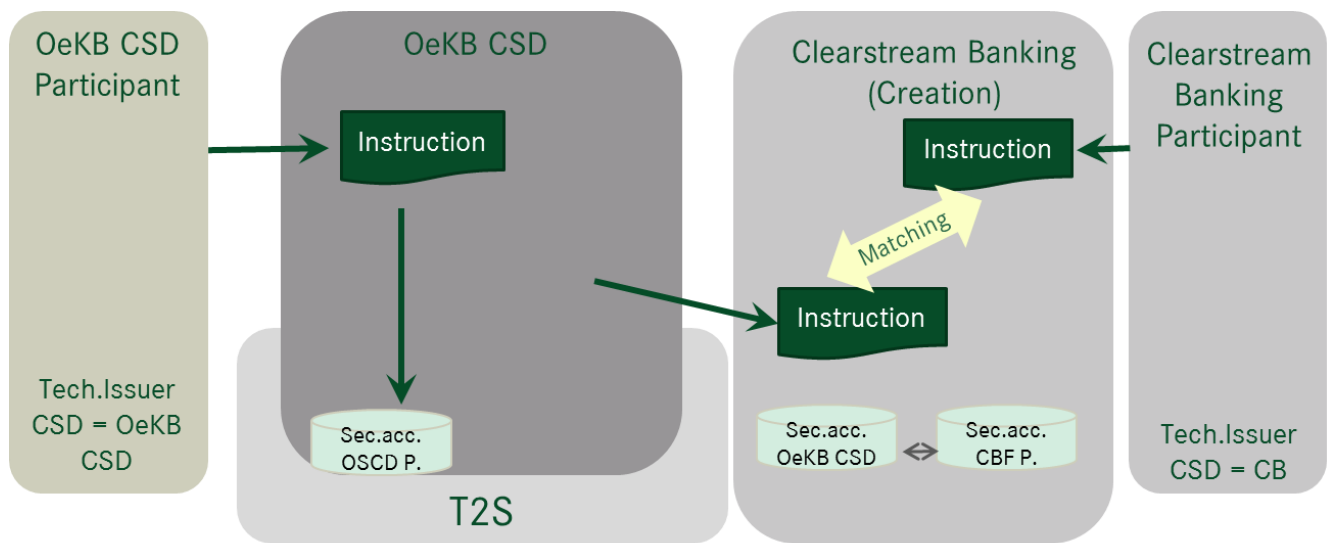 OeKB CSD
Participant
Tech.Issuer
CSD = OeKB
CSD
OeKB CSD
Instruction
Sec.acc.
OSCD P.
T2S
Clearstream Banking
(Creation)
Instruction
Matching
Instruction
Sec.acc.
OeKB CSD
Sec.acc.
CBF P.
Clearstream
Banking
Participant
Tech.Issuer
CSD = CB